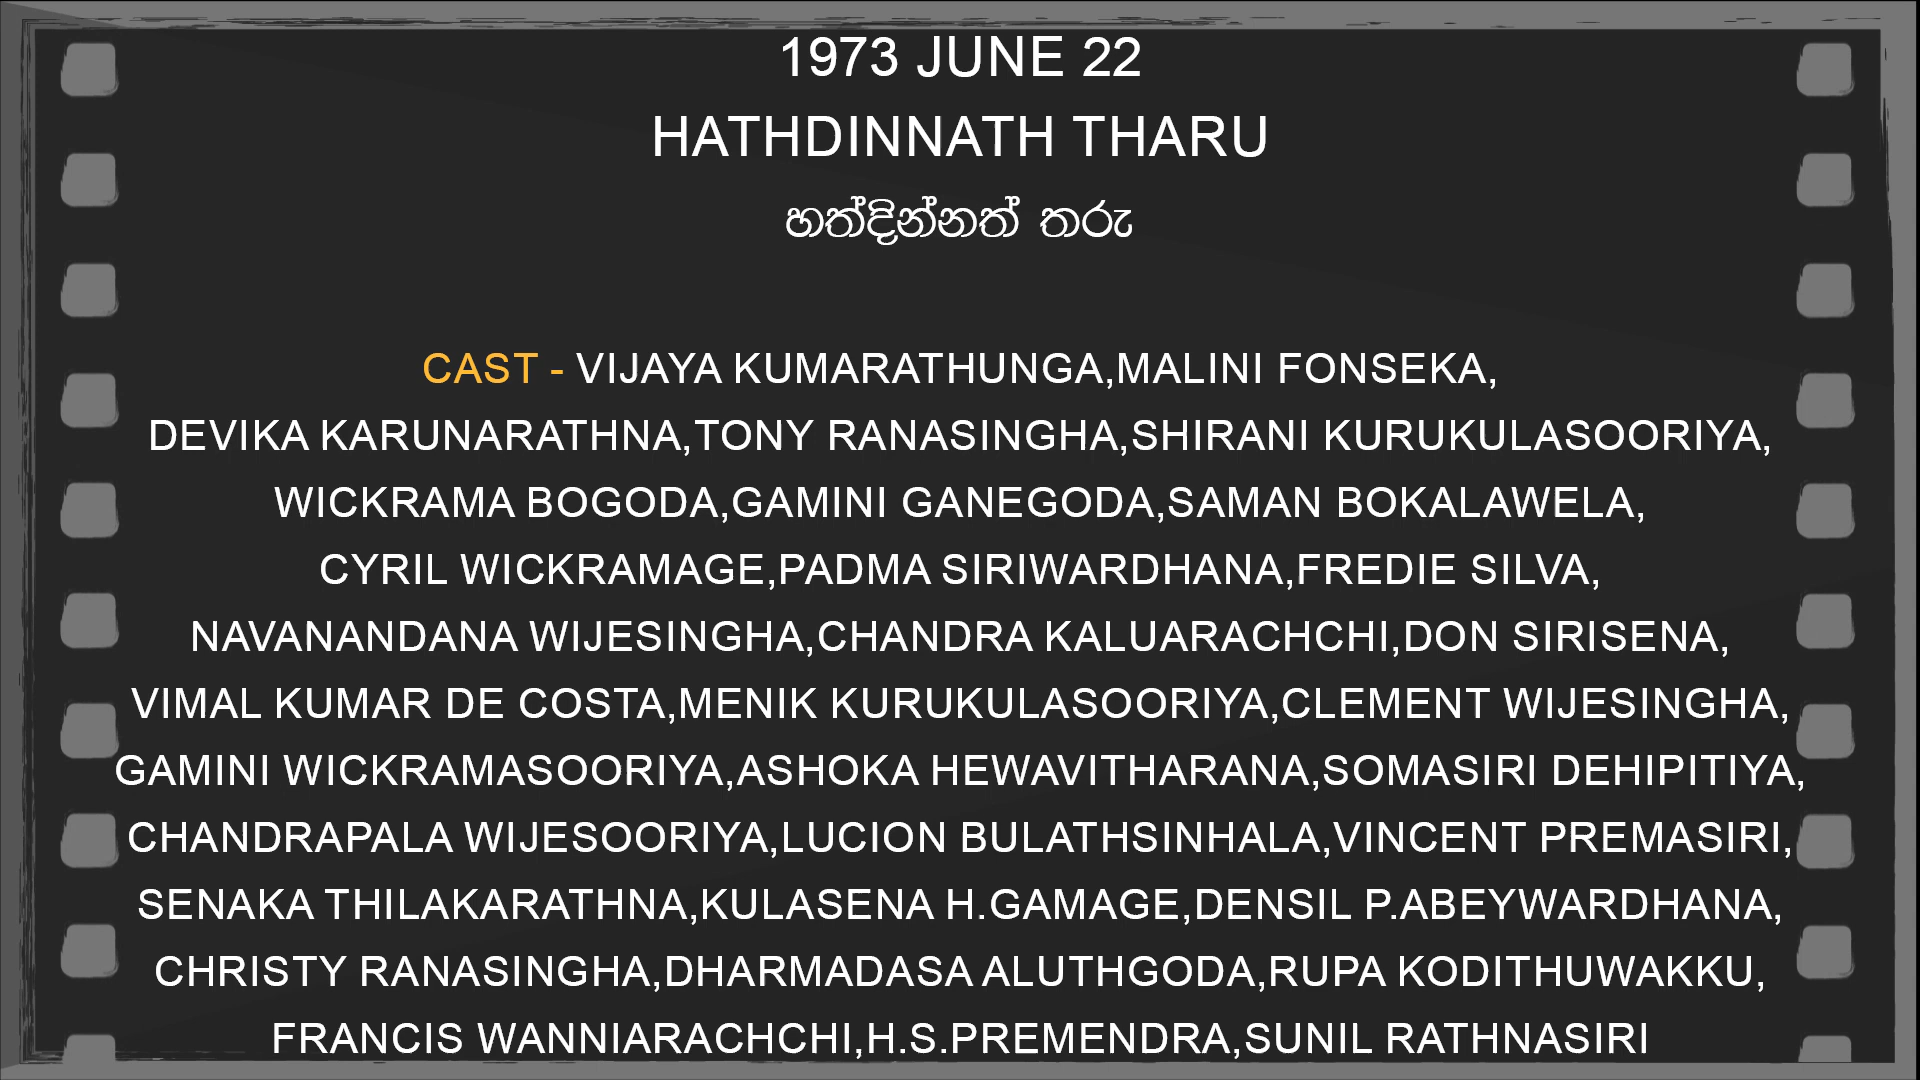 1973 JUNE 22
HATHDINNATH THARU
හත්දින්නත් තරු
CAST - VIJAYA KUMARATHUNGA,MALINI FONSEKA,
DEVIKA KARUNARATHNA,TONY RANASINGHA,SHIRANI KURUKULASOORIYA,
WICKRAMA BOGODA,GAMINI GANEGODA,SAMAN BOKALAWELA,
CYRIL WICKRAMAGE,PADMA SIRIWARDHANA,FREDIE SILVA,
NAVANANDANA WIJESINGHA,CHANDRA KALUARACHCHI,DON SIRISENA,
VIMAL KUMAR DE COSTA,MENIK KURUKULASOORIYA,CLEMENT WIJESINGHA,
GAMINI WICKRAMASOORIYA,ASHOKA HEWAVITHARANA,SOMASIRI DEHIPITIYA,
CHANDRAPALA WIJESOORIYA,LUCION BULATHSINHALA,VINCENT PREMASIRI,
SENAKA THILAKARATHNA,KULASENA H.GAMAGE,DENSIL P.ABEYWARDHANA,
CHRISTY RANASINGHA,DHARMADASA ALUTHGODA,RUPA KODITHUWAKKU,
FRANCIS WANNIARACHCHI,H.S.PREMENDRA,SUNIL RATHNASIRI